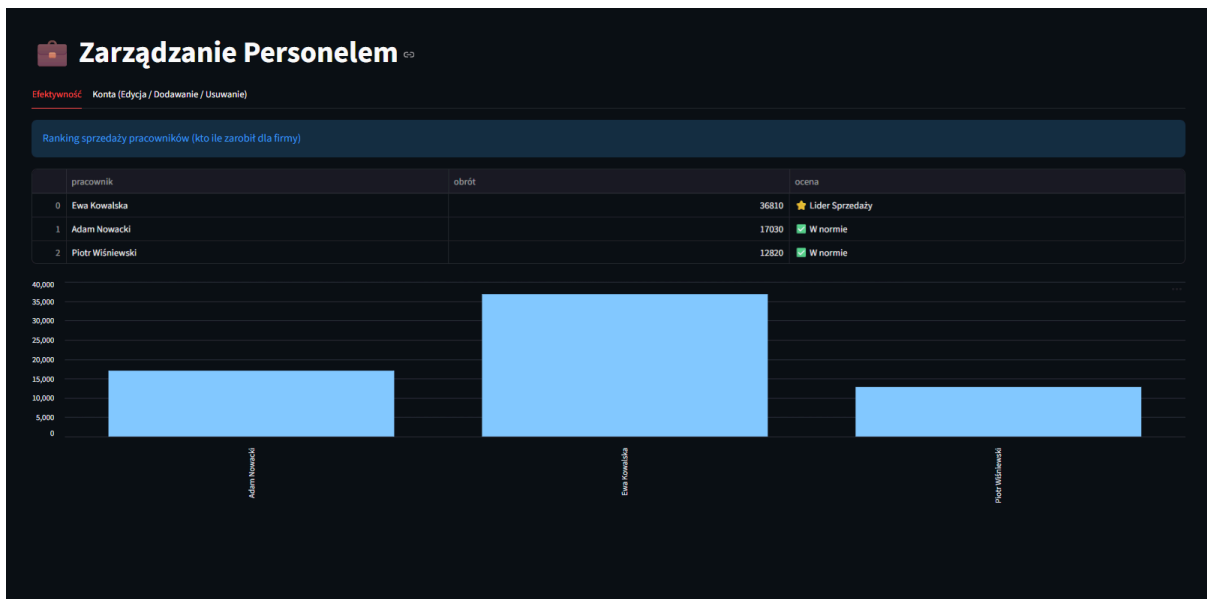 Zarządzanie Personelem
Efektywność Konta (Edycja / Dodawanie / Usuwanie)
Ranking sprzedaży pracowników (kto ile zarobił dla firmy)
pracownik obrót ocena
0 Ewa Kowalska 36810 ⭐ Lider Sprzedaży
1 Adam Nowacki 17030 ✅ W normie
2 Piotr Wiśniewski 12820 ✅ W normie
40,000
35,000
30,000
25,000
20,000
15,000
10,000
5,000
0
Adam Nowacki
Ewa Kowalska
Piotr Wiśniewski